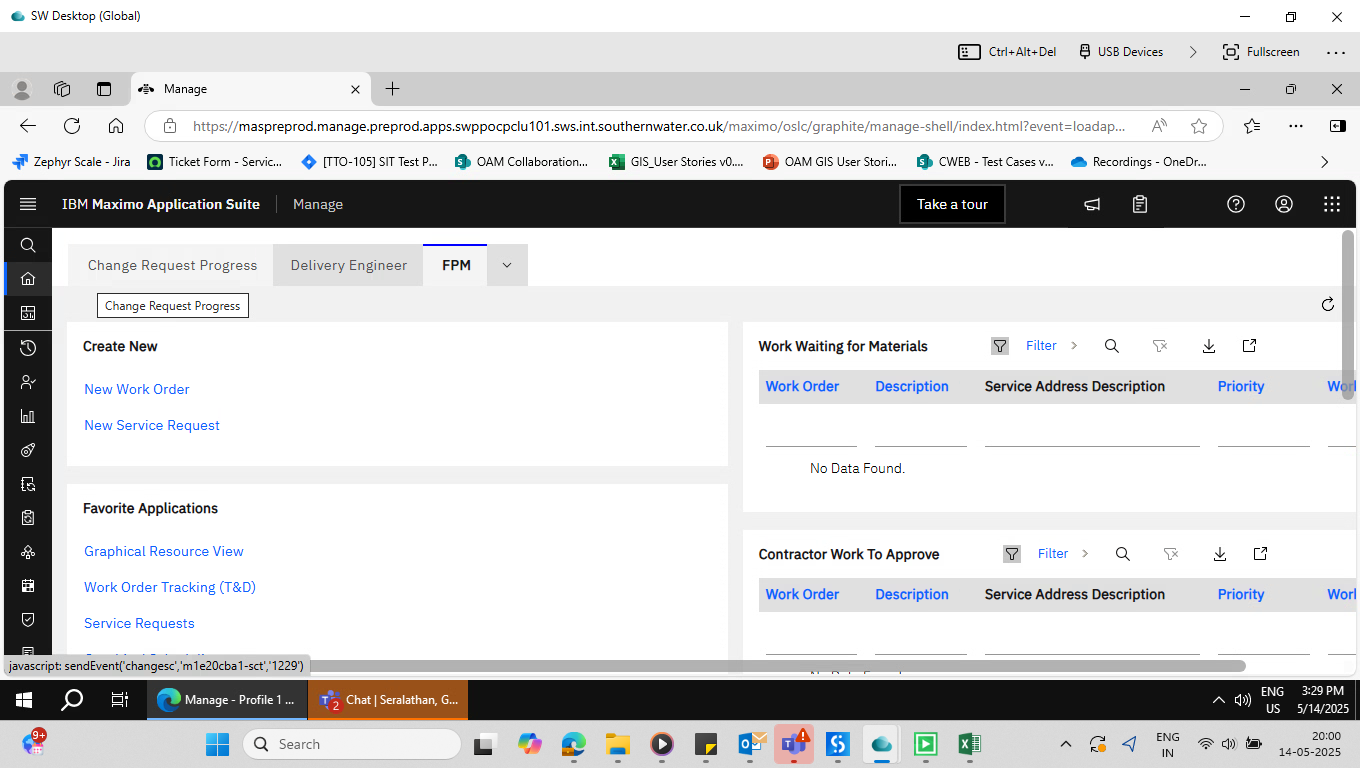 SW Desktop (Global)
Ctrl+Alt+Del
USB Devices
Fullscreen
Manage
https://maspreprod.manage.preprod.apps.swppocpclu101.sws.int.southernwater.co.uk/maximo/oslc/graphite/manage-shell/index.html?event=loadap...
Zephyr Scale - Jira
Ticket Form - Servic...
[TTO-105] SIT Test P...
OAM Collaboration...
GIS_User Stories v0....
OAM GIS User Stori...
CWEB - Test Cases v...
Recordings - OneDr...
IBM Maximo Application Suite
Manage
Take a tour
Change Request Progress
Delivery Engineer
FPM
Change Request Progress
Create New
New Work Order
New Service Request
Favorite Applications
Graphical Resource View
Work Order Tracking (T&D)
Service Requests
Work Waiting for Materials
Filter
Work Order
Description
Service Address Description
Priority
No Data Found.
Contractor Work To Approve
Filter
Work Order
Description
Service Address Description
Priority
javascript: sendEvent('changesc','m1e20cba1-sct','1229')
Manage - Profile 1 ...
2
Chat | Seralathan, G...
ENG
US
3:29 PM
5/14/2025
9+
Search
ENG
IN
20:00
14-05-2025